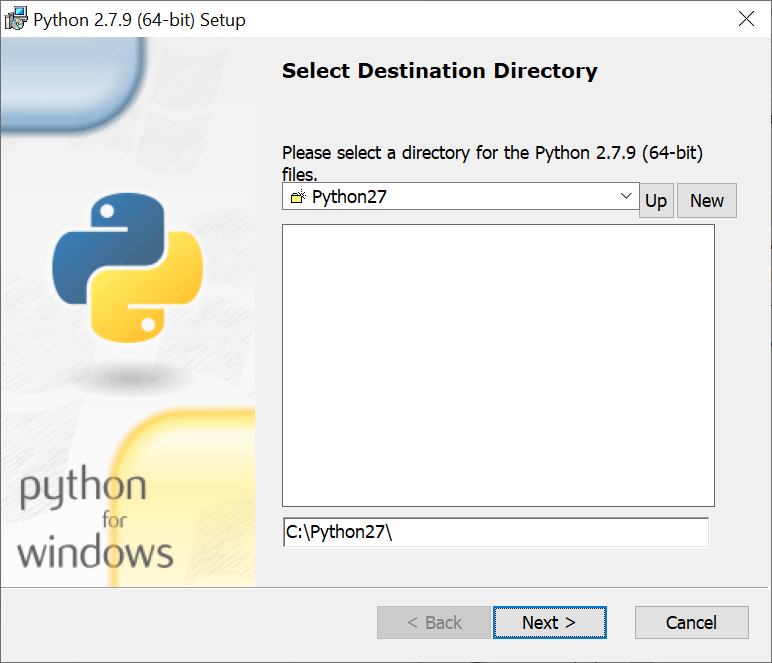 Python 2.7.9 (64-bit) Setup
Select Destination Directory
Please select a directory for the Python 2.7.9 (64-bit)
files.
Python27
Up
New
C:\Python27\
python
for
windows
< Back
Next >
Cancel